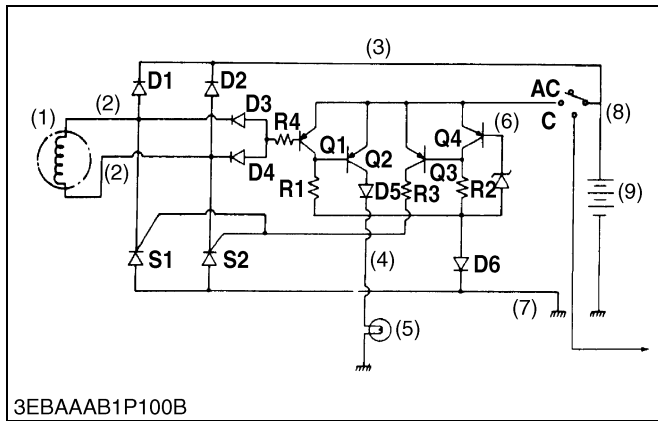 (3)
D1 D2
(2) D3
(1) R4
AC
C
(8)
(6)
Q1 Q4
Q2 Q3
D4
(2)
R1 D5 R3 R2
(9)
S1 S2
(4) D6
(7)
(5)
3EBAAAB1P100B